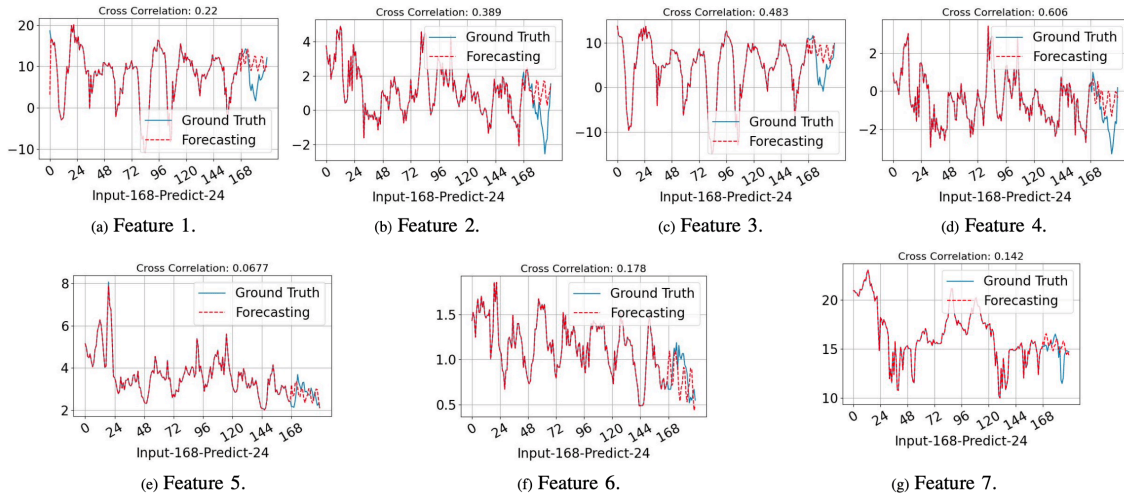 Cross Correlation: 0.22
20
10
0
−10
Ground Truth
Forecasting
0 24 48 72 96 120 144 168
Input-168-Predict-24
(a) Feature 1.
Cross Correlation: 0.389
4
2
0
−2
Ground Truth
Forecasting
0 24 48 72 96 120 144 168
Input-168-Predict-24
(b) Feature 2.
Cross Correlation: 0.483
10
0
−10
Ground Truth
Forecasting
0 24 48 72 96 120 144 168
Input-168-Predict-24
(c) Feature 3.
Cross Correlation: 0.606
2
0
−2
Ground Truth
Forecasting
0 24 48 72 96 120 144 168
Input-168-Predict-24
(d) Feature 4.
Cross Correlation: 0.0677
8
6
4
2
Ground Truth
Forecasting
0 24 48 72 96 120 144 168
Input-168-Predict-24
(e) Feature 5.
Cross Correlation: 0.178
1.5
1.0
0.5
Ground Truth
Forecasting
0 24 48 72 96 120 144 168
Input-168-Predict-24
(f) Feature 6.
Cross Correlation: 0.142
20
15
10
Ground Truth
Forecasting
0 24 48 72 96 120 144 168
Input-168-Predict-24
(g) Feature 7.